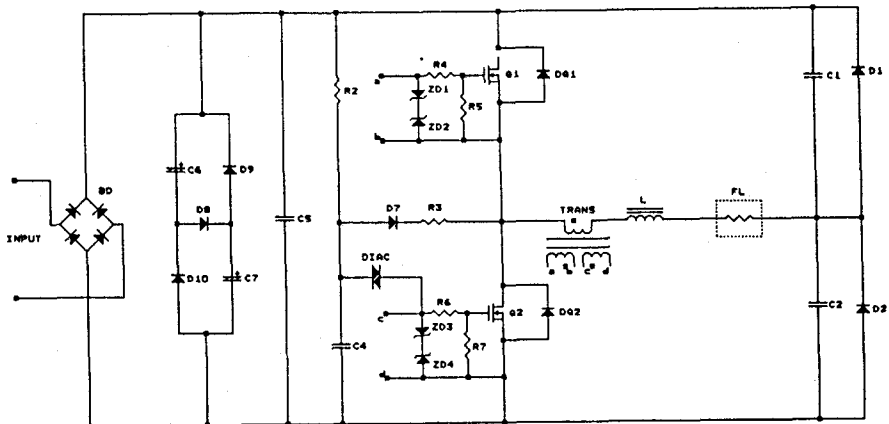 R4
Q1
DQ1
ZD1
R2
a
R5
C1
D1
ZD2
b
C6
D9
BD
D8
C5
D7
R3
TRANS
L
FL
INPUT
DIAC
a
b
c
d
D10
C7
R6
Q2
DQ2
C2
D2
c
ZD3
R7
C4
ZD4
d